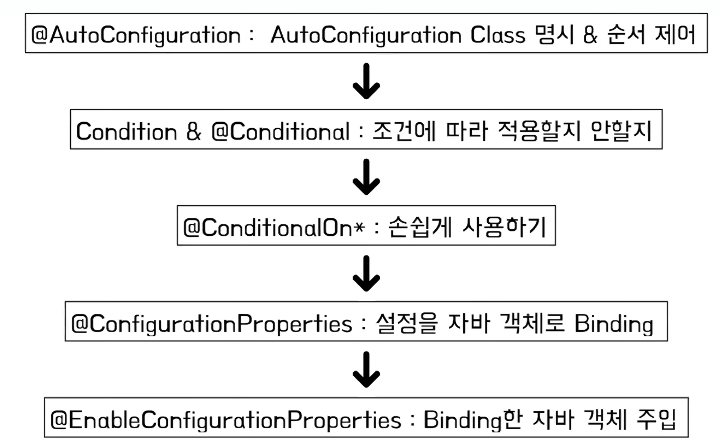 @AutoConfiguration : AutoConfiguration Class 명시 & 순서 제어
Condition & @Conditional : 조건에 따라 적용할지 안할지
@ConditionalOn* : 손쉽게 사용하기
@ConfigurationProperties : 설정을 자바 객체로 Binding
@EnableConfigurationProperties : Binding한 자바 객체 주입